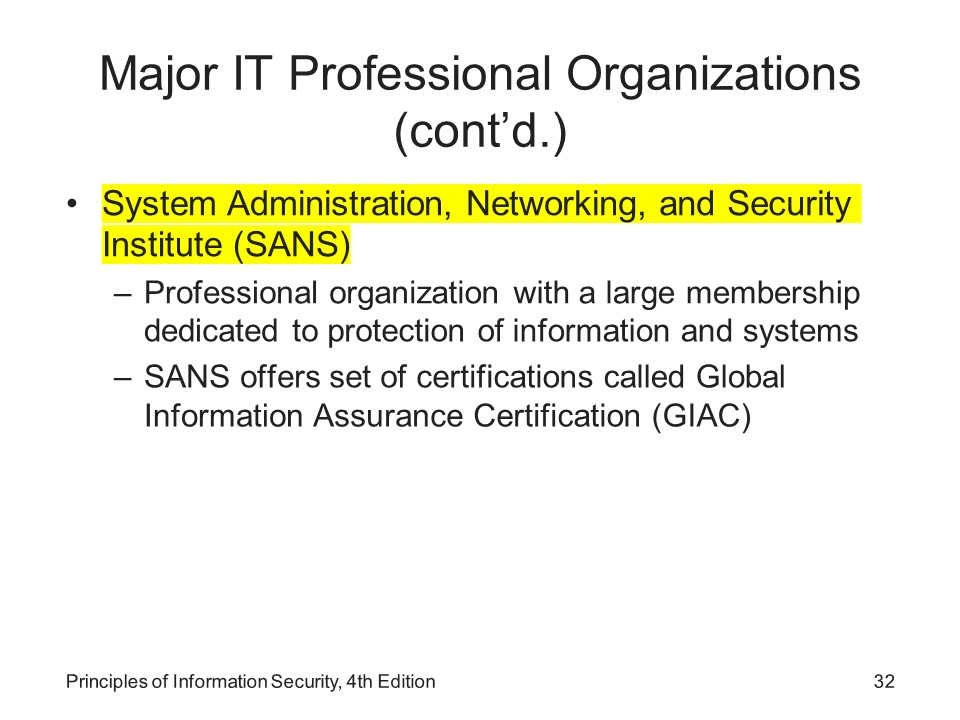 Major IT Professional Organizations
(cont’d.)
• System Administration, Networking, and Security
Institute (SANS)
– Professional organization with a large membership
dedicated to protection of information and systems
– SANS offers set of certifications called Global
Information Assurance Certification (GIAC)
Principles of Information Security, 4th Edition 32